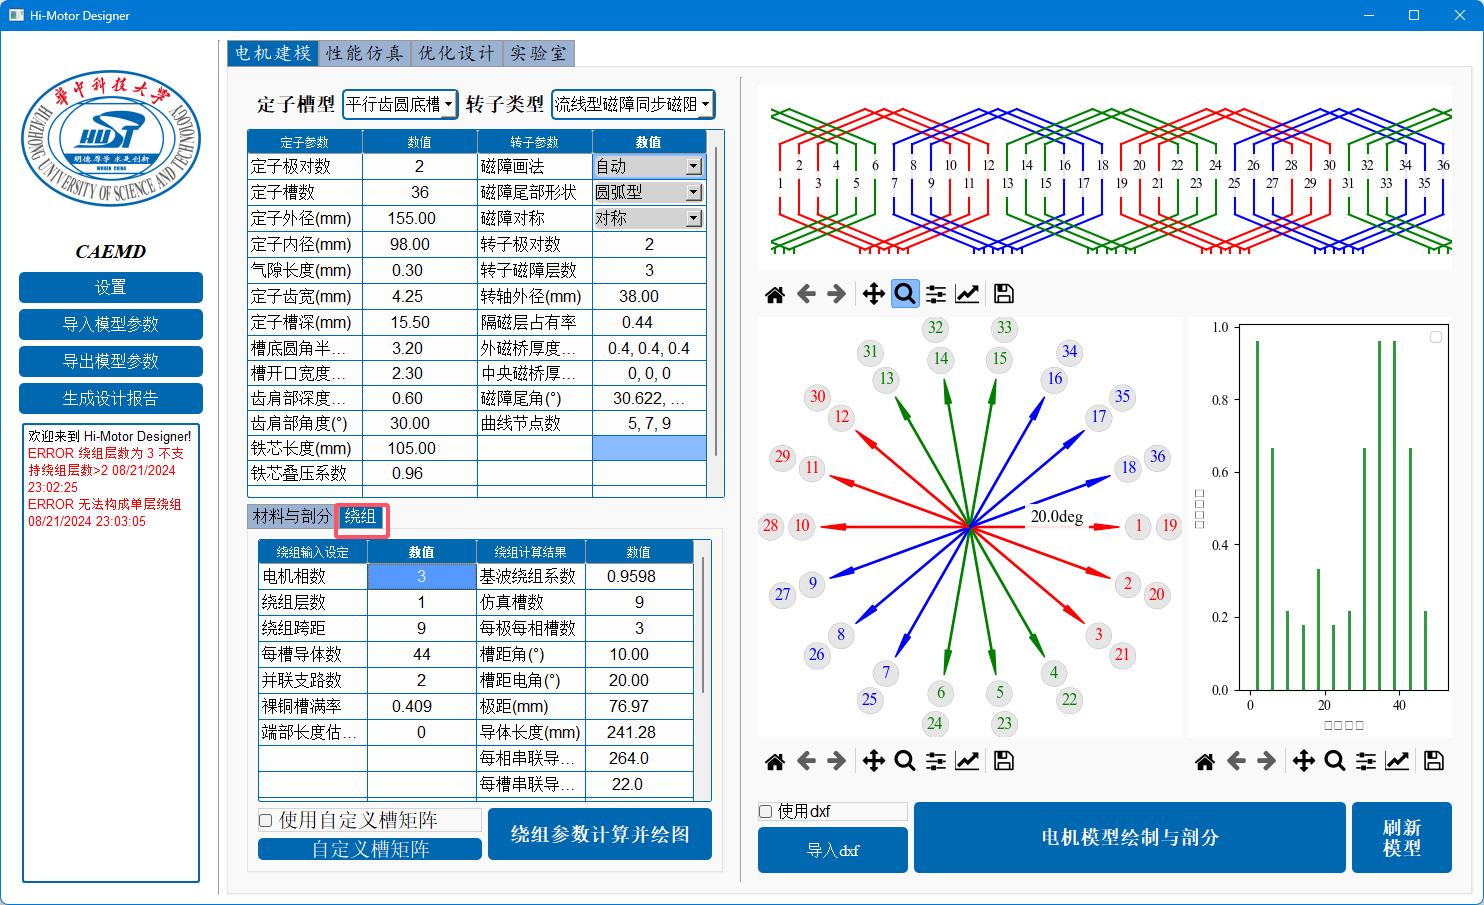 Hi-Motor Designer
华中科技大学
HUAZHONG UNIVERSITY OF SCIENCE AND TECHNOLOGY
HUST
明德厚学 求是创新
WUHAN CHINA
CAEMD
设置
导入模型参数
导出模型参数
生成设计报告
欢迎来到 Hi-Motor Designer!
ERROR 绕组层数为 3 不支
持绕组层数>2 08/21/2024
23:02:25
ERROR 无法构成单层绕组
08/21/2024 23:03:05
电机建模 性能仿真 优化设计 实验室
定子槽型 平行齿圆底槽 转子类型 流线型磁障同步磁阻
定子参数 数值 转子参数 数值
定子极对数 2 磁障画法 自动
定子槽数 36 磁障尾部形状 圆弧型
定子外径(mm) 155.00 磁障对称 对称
定子内径(mm) 98.00 转子极对数 2
气隙长度(mm) 0.30 转子磁障层数 3
定子齿宽(mm) 4.25 转轴外径(mm) 38.00
定子槽深(mm) 15.50 隔磁层占有率 0.44
槽底圆角半... 3.20 外磁桥厚度... 0.4, 0.4, 0.4
槽开口宽度... 2.30 中央磁桥厚... 0, 0, 0
齿肩部深度... 0.60 磁障尾角(°) 30.622, ...
齿肩部角度(°) 30.00 曲线节点数 5, 7, 9
铁芯长度(mm) 105.00
铁芯叠压系数 0.96
材料与剖分 绕组
绕组输入设定 数值 绕组计算结果 数值
电机相数 3 基波绕组系数 0.9598
绕组层数 1 仿真槽数 9
绕组跨距 9 每极每相槽数 3
每槽导体数 44 槽距角(°) 10.00
并联支路数 2 槽距电角(°) 20.00
裸铜槽满率 0.409 极距(mm) 76.97
端部长度估... 0 导体长度(mm) 241.28
每相串联导... 264.0
每槽串联导... 22.0
使用自定义槽矩阵
自定义槽矩阵
绕组参数计算并绘图
2 4 6 8 10 12 14 16 18 20 22 24 26 28 30 32 34 36
1 3 5 7 9 11 13 15 17 19 21 23 25 27 29 31 33 35
32 33
31 14 15 34
13 16
30 35
12 17
29 36
11 18
28 10 20.0deg 1 19
9 2
27 20
8 3
26 21
7 4
25 6 5 22
24 23
1.0
0.8
0.6
0.4
0.2
0.0
0 20 40
使用dxf
导入dxf
电机模型绘制与剖分
刷新
模型